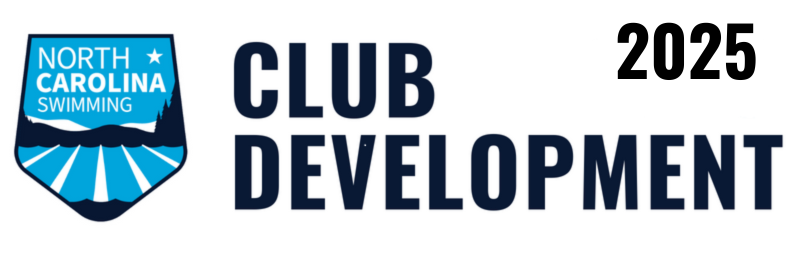 NORTH
CAROLINA
SWIMMING
CLUB
DEVELOPMENT
2025